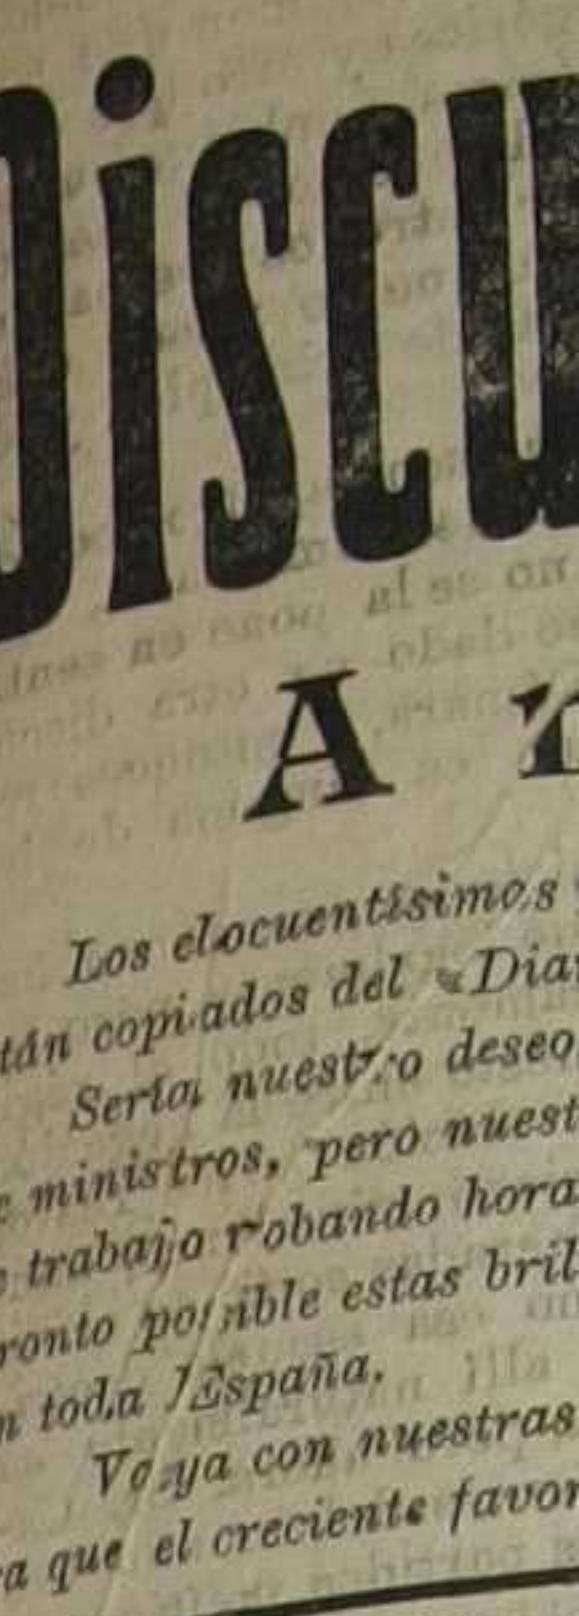 Discu
A n
Los elocuentísimos
tán copiados del «Dia
Sería nuestro deseo
e ministros, pero nuest
trabajo robando hora
ronto posible estas bril
n toda España.
Vaya con nuestras
a que el creciente favor